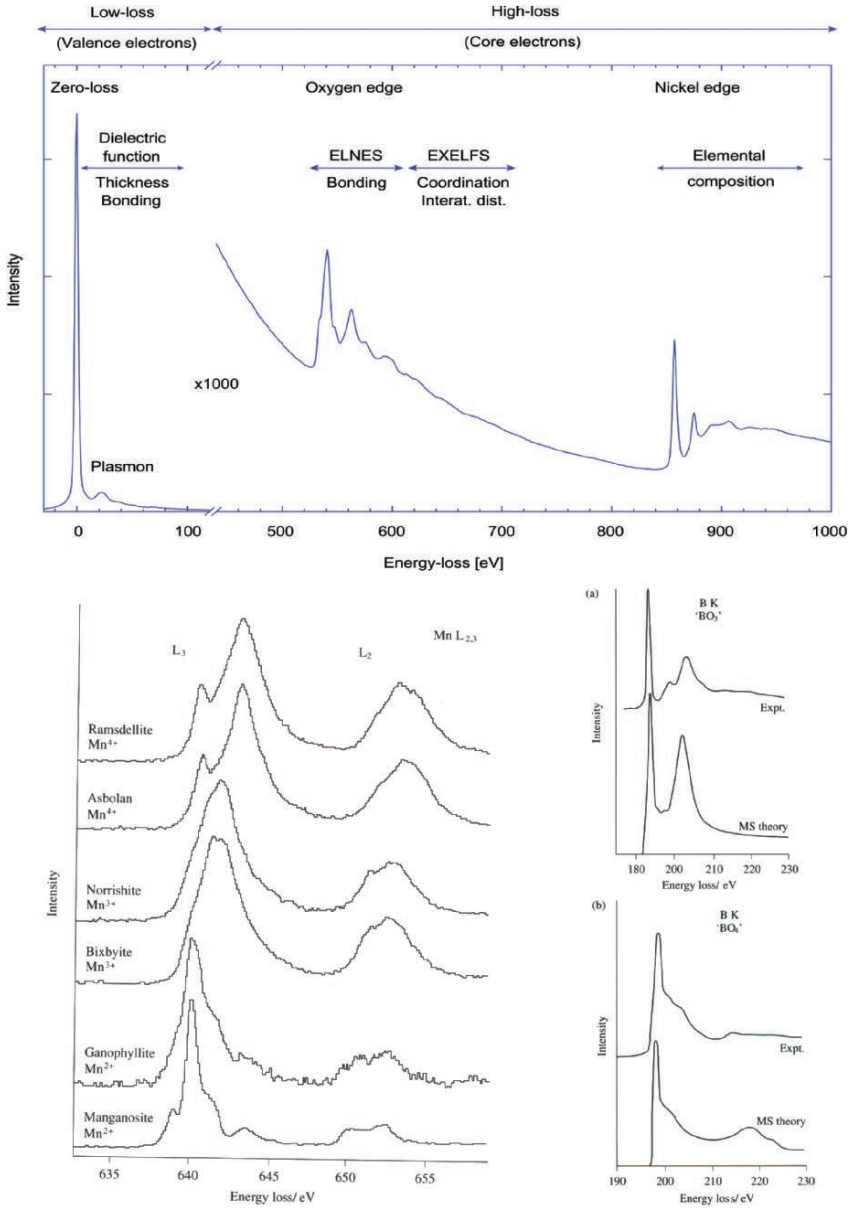 Low-loss
High-loss
(Valence electrons)
(Core electrons)
Zero-loss
Oxygen edge
Nickel edge
Dielectric
function
Thickness
Bonding
ELNES
Bonding
EXELFS
Coordination
Interat. dist.
Elemental
composition
Intensity
x1000
Plasmon
0
100
500
600
700
800
900
1000
Energy-loss [eV]
L₃
L₂
Mn L₂,₃
Ramsdellite
Mn⁴⁺
Asbolan
Mn⁴⁺
Norrishite
Mn³⁺
Bixbyite
Mn³⁺
Ganophyllite
Mn²⁺
Manganosite
Mn²⁺
Intensity
635
640
645
650
655
Energy loss/ eV
(a)
B K
'BO₃'
Expt.
MS theory
Intensity
180
190
200
210
220
230
Energy loss/ eV
(b)
B K
'BO₄'
Expt.
MS theory
Intensity
190
200
210
220
230
Energy loss/ eV